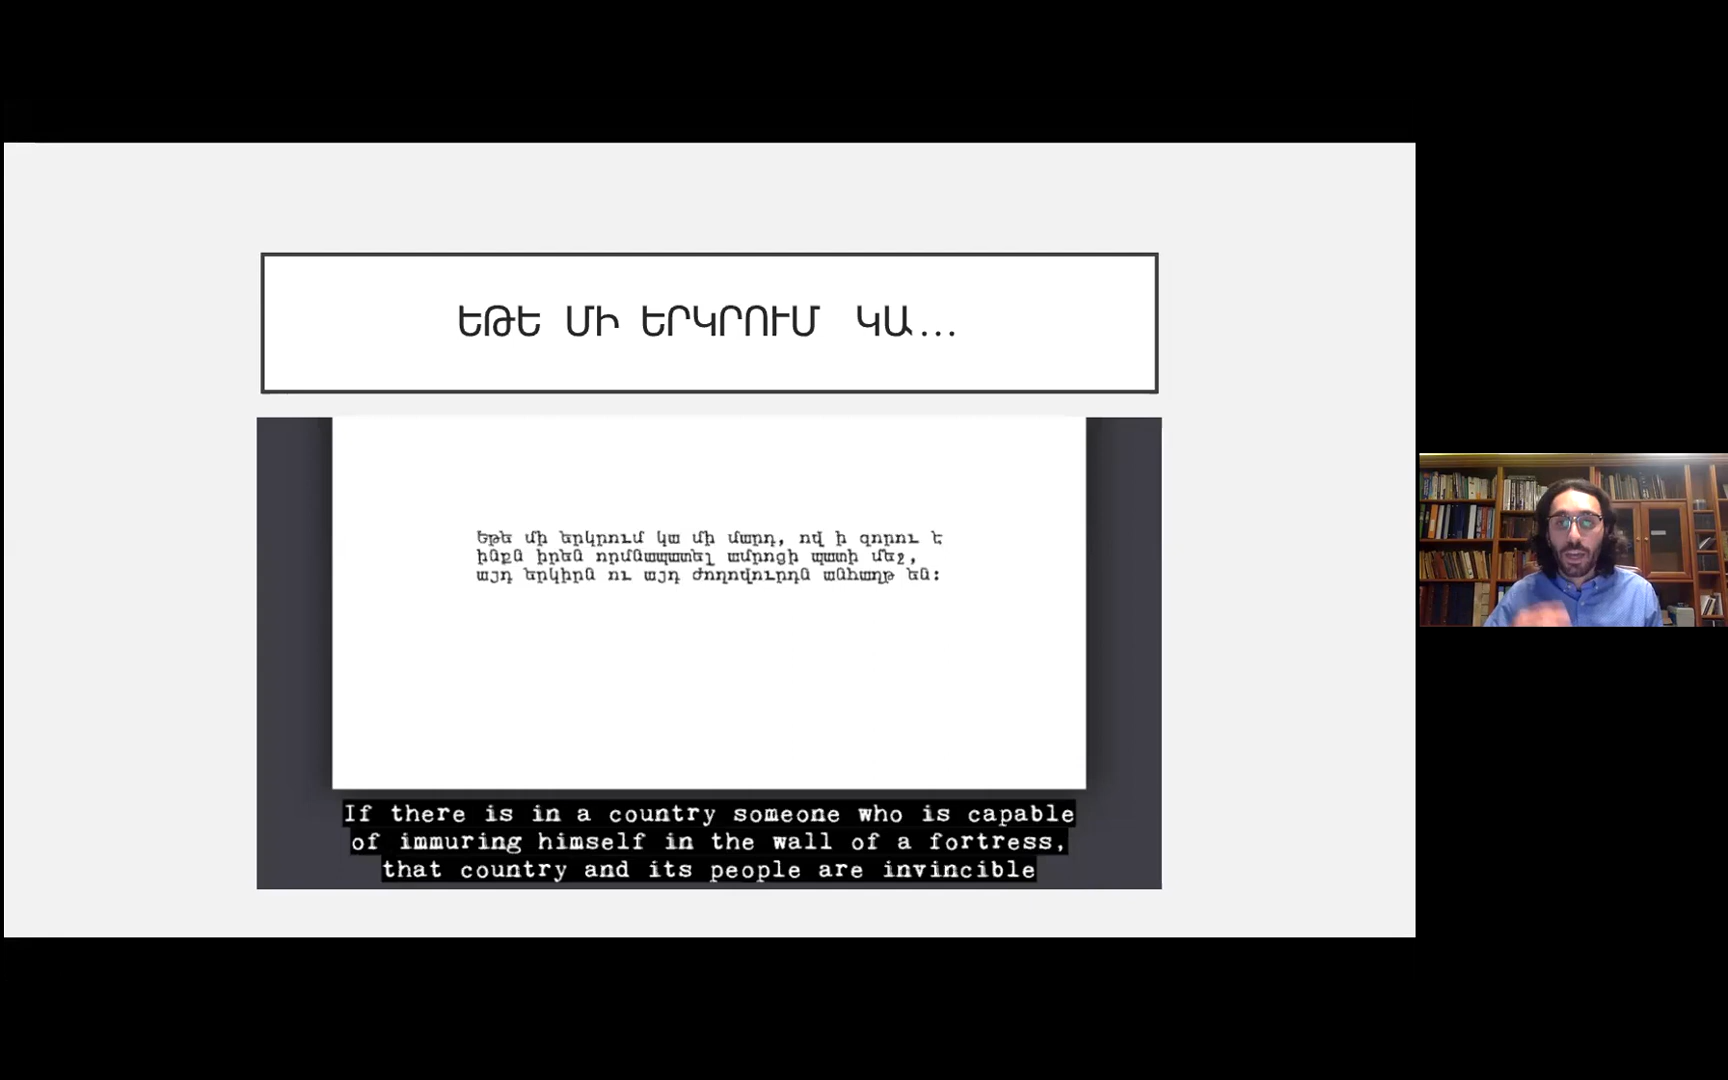 ԵԹԵ ՄԻ ԵՐԿՐՈՒՄ ԿԱ...
Եթե մի երկրում կա մի մարդ, ով ի զորու է
ինքն իրեն որմնապատել ամրոցի պատի մեջ,
այդ երկիրն ու այդ ժողովուրդն անհաղթ են:
If there is in a country someone who is capable
of immuring himself in the wall of a fortress,
that country and its people are invincible